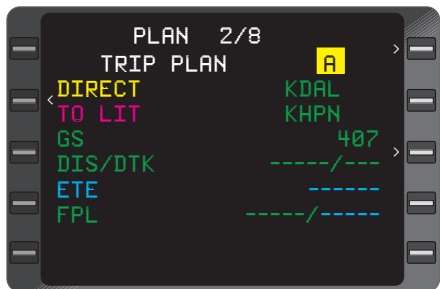 PLAN 2/8
TRIP PLAN A
DIRECT KDAL
TO LIT KHPN
GS 407
DIS/DTK -----/---
ETE ------
FPL -----/-----